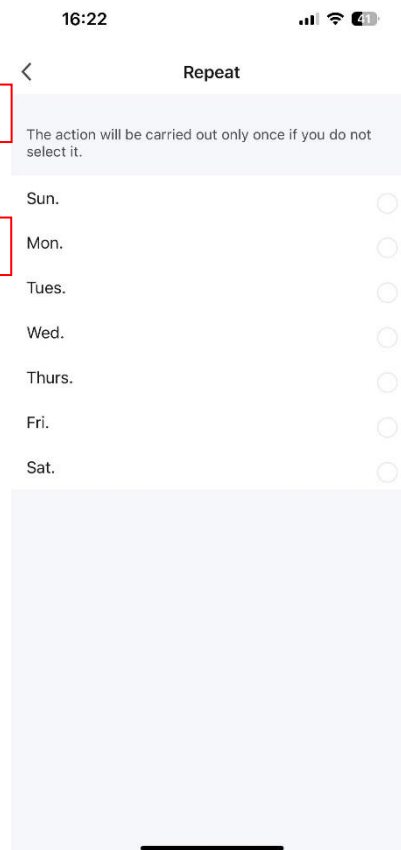 16:22
41
Repeat
The action will be carried out only once if you do not
select it.
Sun.
Mon.
Tues.
Wed.
Thurs.
Fri.
Sat.